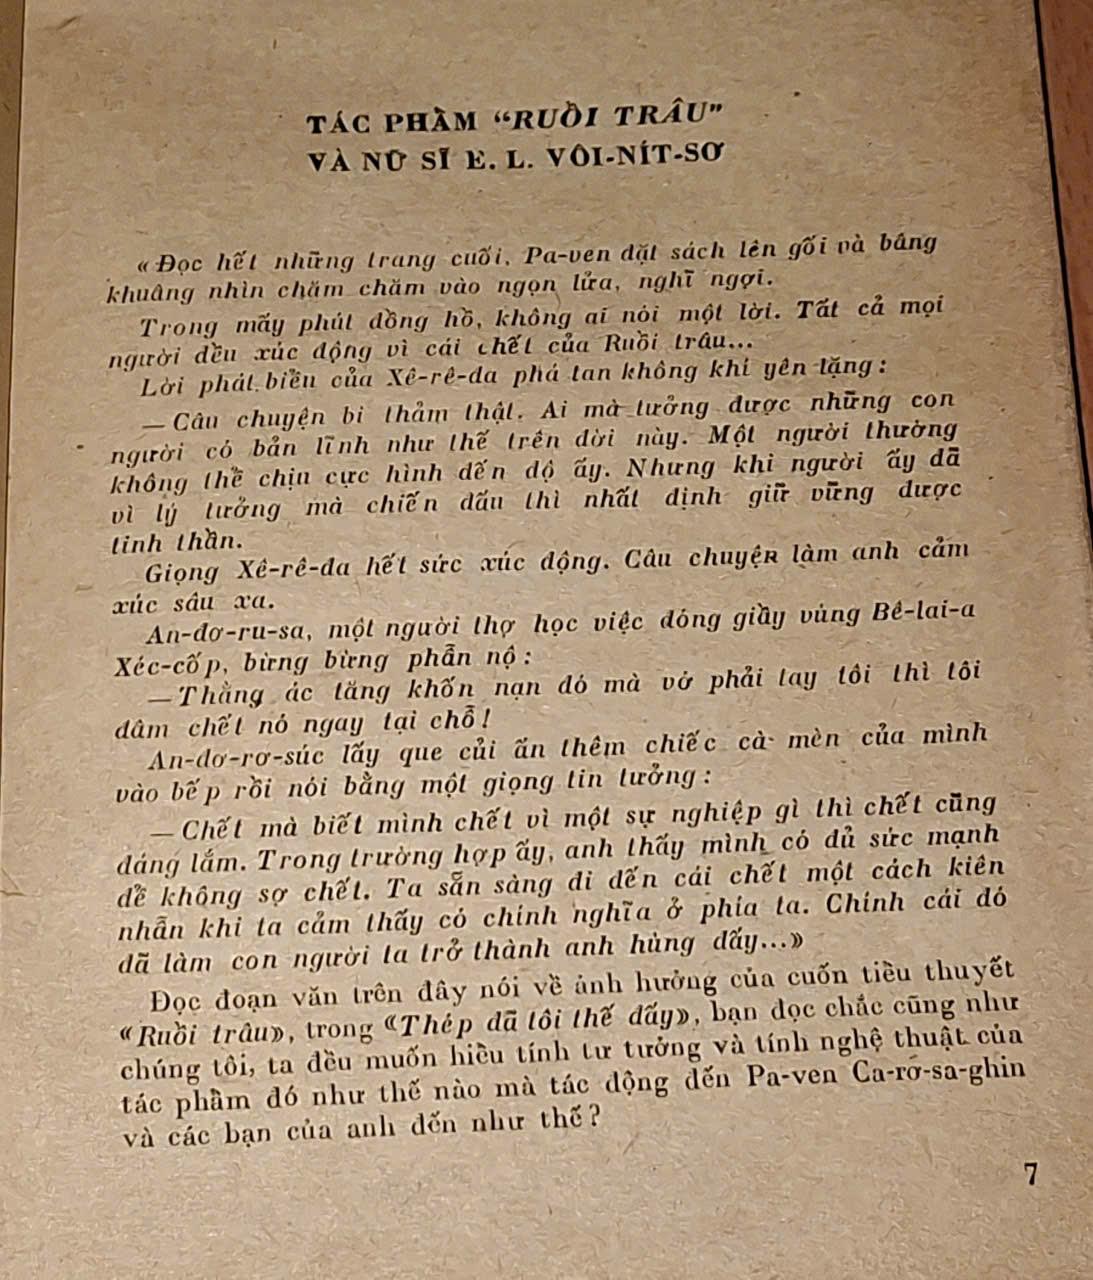 TÁC PHẨM “RUỒI TRÂU”
VÀ NỮ SĨ E. L. VÔI-NÍT-SƠ
« Đọc hết những trang cuối, Pa-ven đặt sách lên gối và bâng
khuâng nhìn chăm chăm vào ngọn lửa, nghĩ ngợi.
Trong mấy phút đồng hồ, không ai nói một lời. Tất cả mọi
người đều xúc động vì cái chết của Ruồi trâu...
Lời phát biểu của Xê-rê-da phá tan không khí yên lặng :
— Câu chuyện bi thảm thật. Ai mà tưởng được những con
người có bản lĩnh như thế trên đời này. Một người thường
không thể chịu cực hình đến độ ấy. Nhưng khi người ấy đã
vì lý tưởng mà chiến đấu thì nhất định giữ vững được
tinh thần.
Giọng Xê-rê-da hết sức xúc động. Câu chuyện làm anh cảm
xúc sâu xa.
An-đơ-ru-sa, một người thợ học việc đóng giầy vùng Bê-lai-a
Xéc-cốp, bừng bừng phẫn nộ :
— Thằng ác tăng khốn nạn đó mà vớ phải tay tôi thì tôi
đâm chết nó ngay tại chỗ !
An-dơ-rơ-súc lấy que củi ấn thêm chiếc cà mèn của mình
vào bếp rồi nói bằng một giọng tin tưởng :
— Chết mà biết mình chết vì một sự nghiệp gì thì chết cũng
đáng lắm. Trong trường hợp ấy, anh thấy mình có đủ sức mạnh
để không sợ chết. Ta sẵn sàng đi đến cái chết một cách kiên
nhẫn khi ta cảm thấy có chính nghĩa ở phía ta. Chính cái đó
đã làm con người ta trở thành anh hùng đấy...»
Đọc đoạn văn trên đây nói về ảnh hưởng của cuốn tiểu thuyết
«Ruồi trâu», trong «Thép đã tôi thế đấy», bạn đọc chắc cũng như
chúng tôi, ta đều muốn hiểu tính tư tưởng và tính nghệ thuật của
tác phẩm đó như thế nào mà tác động đến Pa-ven Ca-rơ-sa-ghin
và các bạn của anh đến như thế ?
7